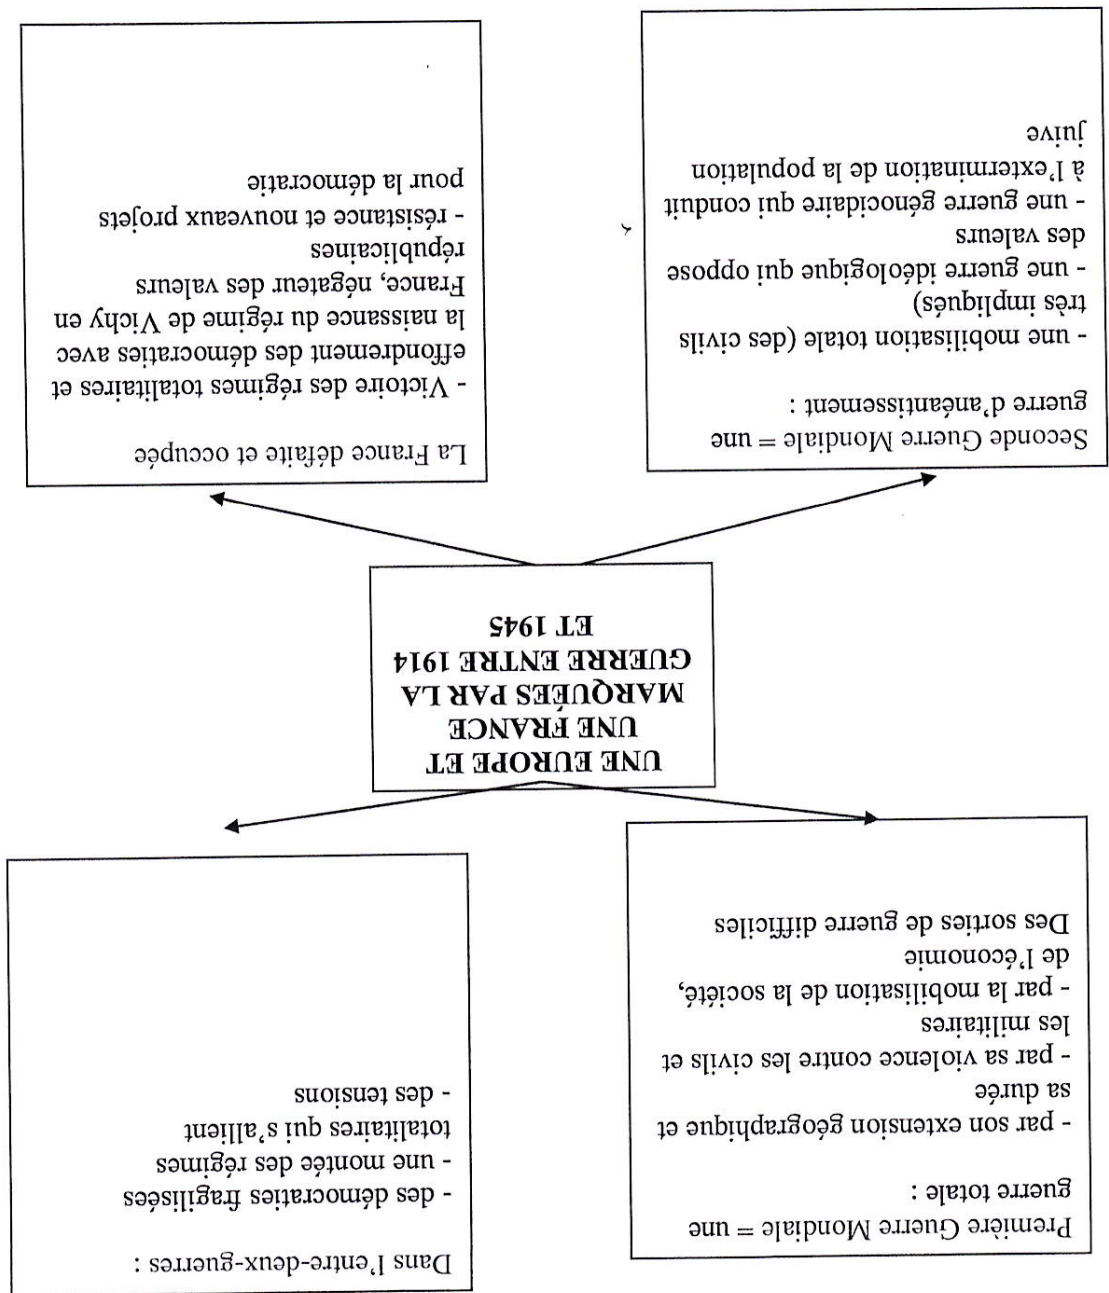 Première Guerre Mondiale = une
guerre totale :
- par son extension géographique et
sa durée
- par sa violence contre les civils et
les militaires
- par la mobilisation de la société,
de l'économie
Des sorties de guerre difficiles
Dans l'entre-deux-guerres :
- des démocraties fragilisées
- une montée des régimes
totalitaires qui s'allient
- des tensions
UNE EUROPE ET
UNE FRANCE
MARQUÉES PAR LA
GUERRE ENTRE 1914
ET 1945
Seconde Guerre Mondiale = une
guerre d'anéantissement :
- une mobilisation totale (des civils
très impliqués)
- une guerre idéologique qui oppose
des valeurs
- une guerre génocidaire qui conduit
à l'extermination de la population
juive
La France défaite et occupée
- Victoire des régimes totalitaires et
effondrement des démocraties avec
la naissance du régime de Vichy en
France, négateur des valeurs
républicaines
- résistance et nouveaux projets
pour la démocratie